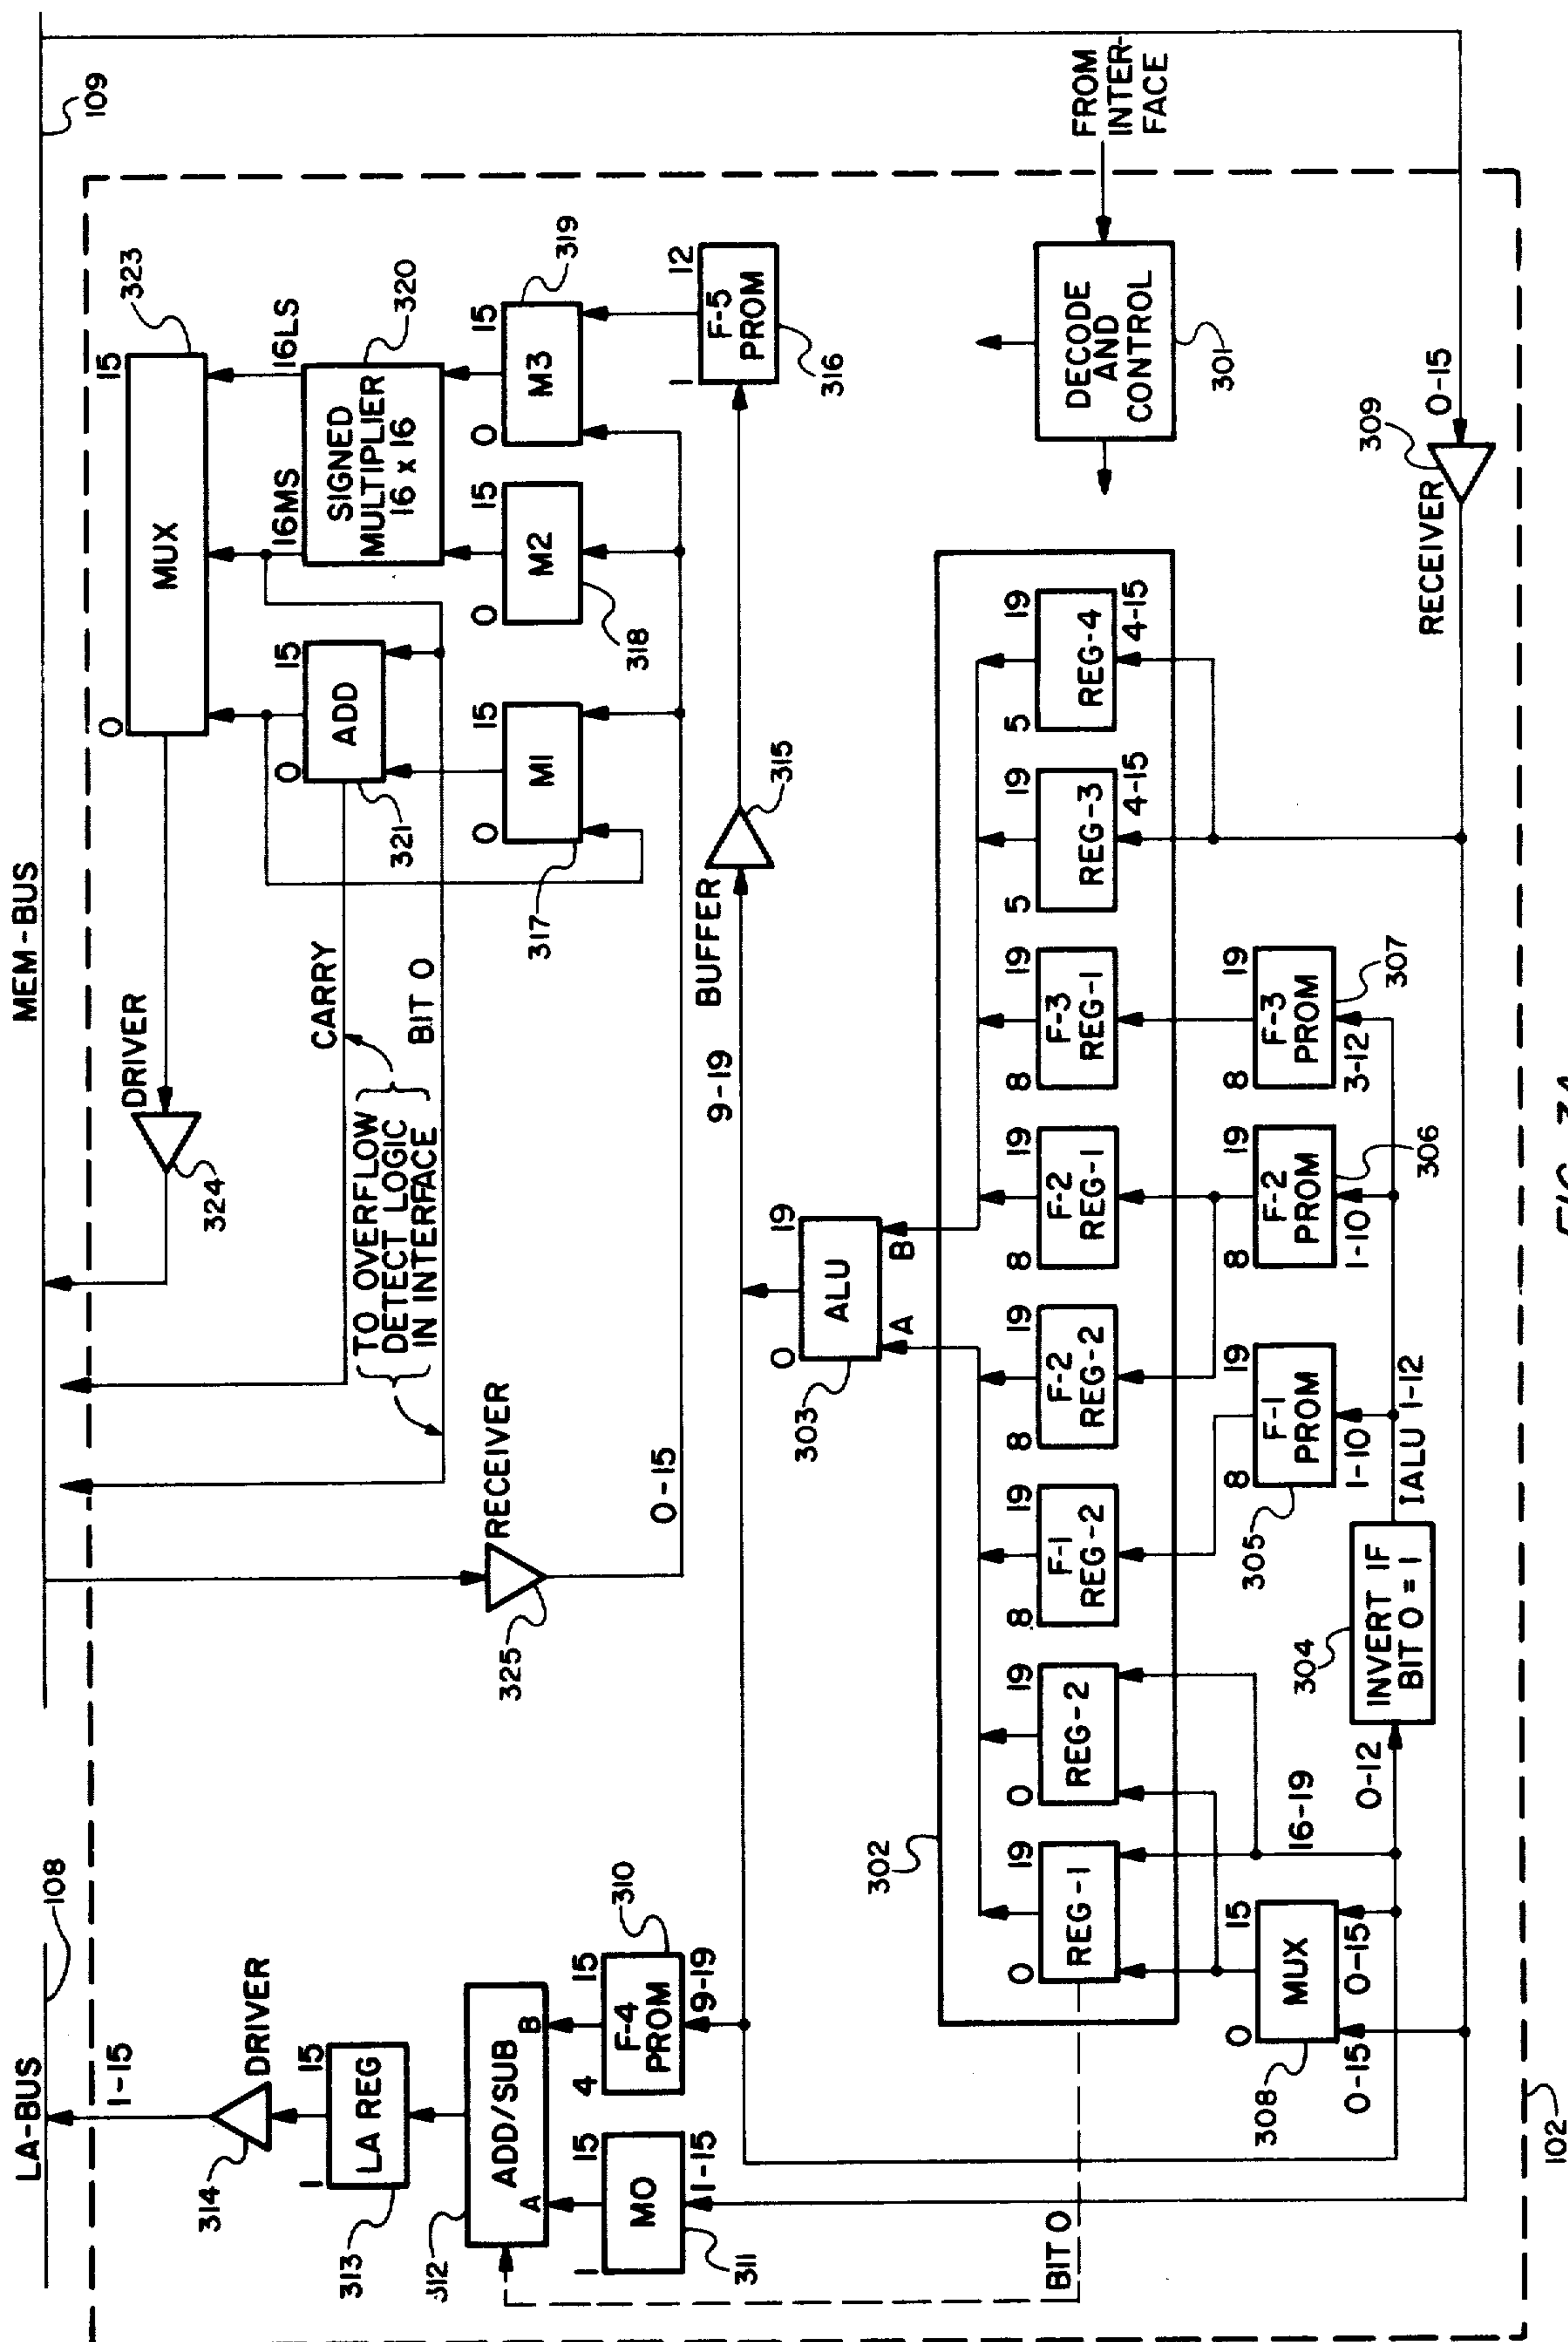 LA-BUS
108
MEM-BUS
109
1-15
DRIVER
314
1
15
LA REG
313
ADD/SUB
A
B
312
1
15
MO
1-15
311
4
15
F-4
PROM
9-19
310
BIT 0
DRIVER
324
0
15
MUX
323
CARRY
TO OVERFLOW
DETECT LOGIC
IN INTERFACE
BIT 0
0
15
ADD
321
16MS
16LS
SIGNED
MULTIPLIER
16 x 16
320
0
15
M1
317
0
15
M2
318
0
15
M3
319
RECEIVER
325
0-15
9-19
BUFFER
315
1
12
F-5
PROM
316
0
19
ALU
303
A
B
302
0
19
REG-1
0
19
REG-2
8
19
F-1
REG-2
8
19
F-2
REG-2
8
19
F-2
REG-1
8
19
F-3
REG-1
5
19
REG-3
4-15
5
19
REG-4
4-15
DECODE
AND
CONTROL
301
FROM
INTER-
FACE
0
15
MUX
308
0-15
0-15
16-19
0-12
304
INVERT IF
BIT 0 = 1
IALU 1-12
8
19
F-1
PROM
305
1-10
8
19
F-2
PROM
306
1-10
8
19
F-3
PROM
307
3-12
RECEIVER
309
0-15
102